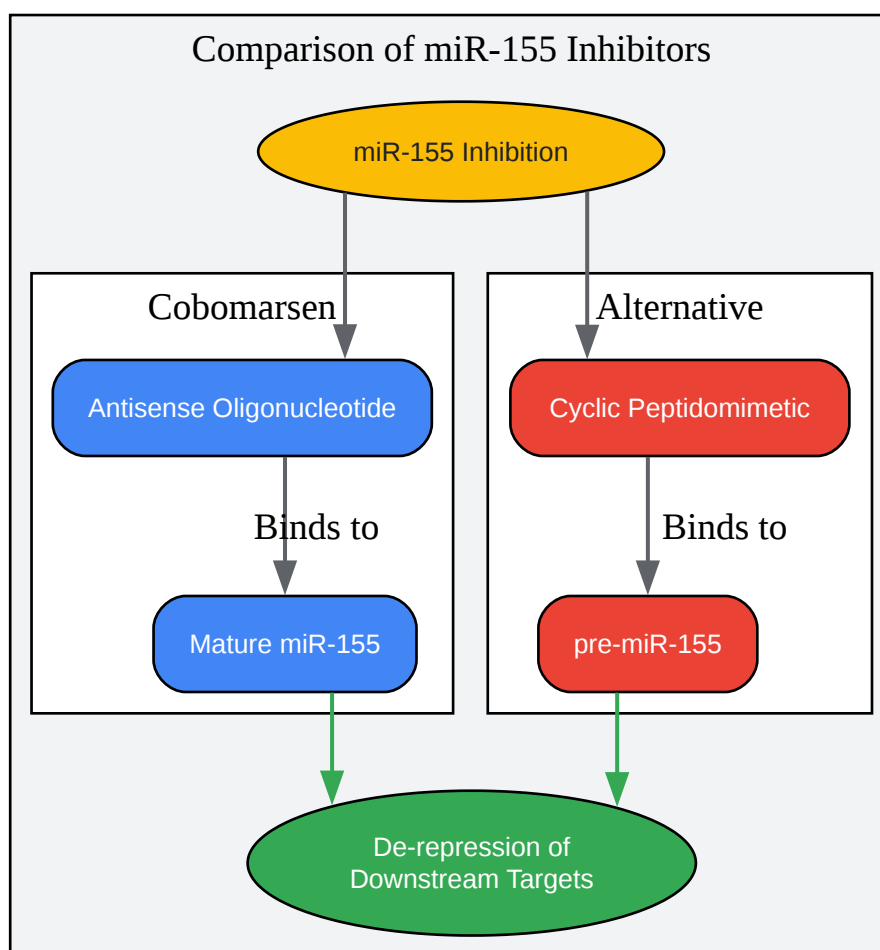 Comparison of miR-155 Inhibitors
miR-155 Inhibition
Cobomarsen
Antisense Oligonucleotide
Binds to
Mature miR-155
Alternative
Cyclic Peptidomimetic
Binds to
pre-miR-155
De-repression of
Downstream Targets